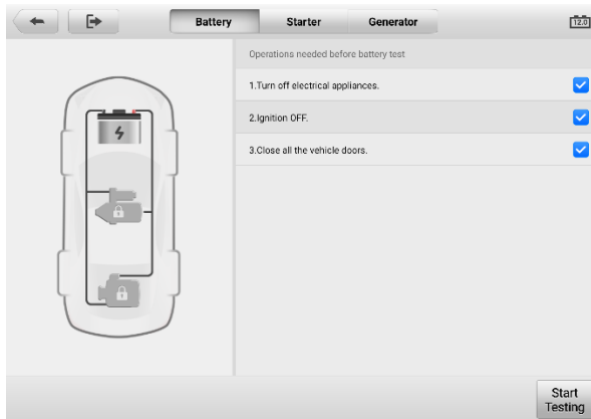 Battery
Starter
Generator
12.0
Operations needed before battery test
1.Turn off electrical appliances.
2.Ignition OFF.
3.Close all the vehicle doors.
Start
Testing